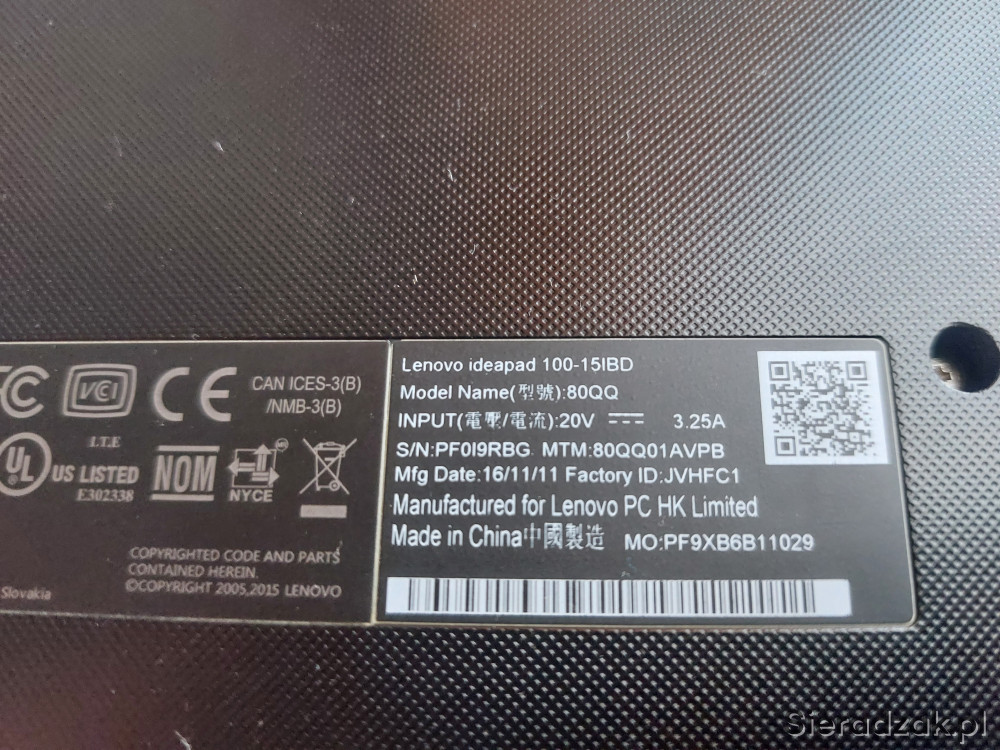 FC VCI CE CAN ICES-3(B)
/NMB-3(B)
I.T.E
UL US LISTED
E302338
NOM
NYCE
COPYRIGHTED CODE AND PARTS
CONTAINED HEREIN.
©COPYRIGHT 2005,2015 LENOVO
Slovakia
Lenovo ideapad 100-15IBD
Model Name(型號):80QQ
INPUT(電壓/電流):20V 3.25A
S/N:PF0I9RBG MTM:80QQ01AVPB
Mfg Date:16/11/11 Factory ID:JVHFC1
Manufactured for Lenovo PC HK Limited
Made in China中國製造 MO:PF9XB6B11029
Sieradzak.pl